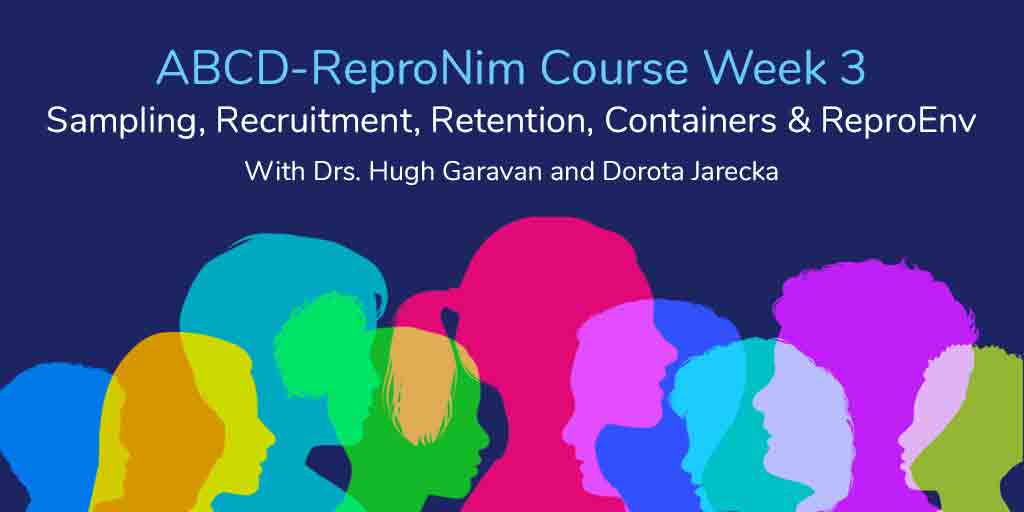 ABCD-ReproNim Course Week 3
Sampling, Recruitment, Retention, Containers & ReproEnv
With Drs. Hugh Garavan and Dorota Jarecka